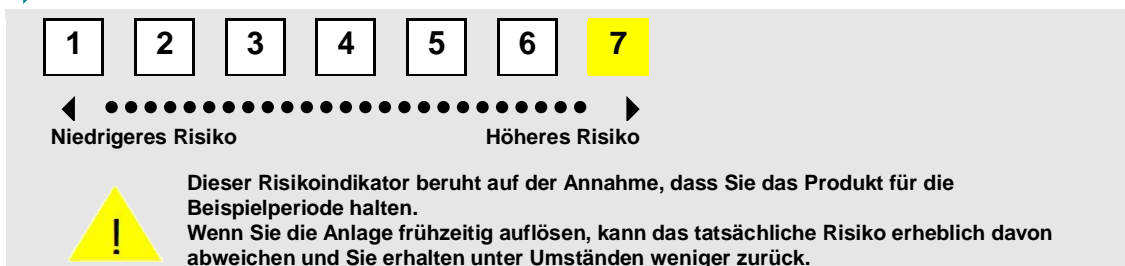 1 2 3 4 5 6 7
Niedrigeres Risiko Höheres Risiko
Dieser Risikoindikator beruht auf der Annahme, dass Sie das Produkt für die
Beispielperiode halten.
!
Wenn Sie die Anlage frühzeitig auflösen, kann das tatsächliche Risiko erheblich davon
abweichen und Sie erhalten unter Umständen weniger zurück.